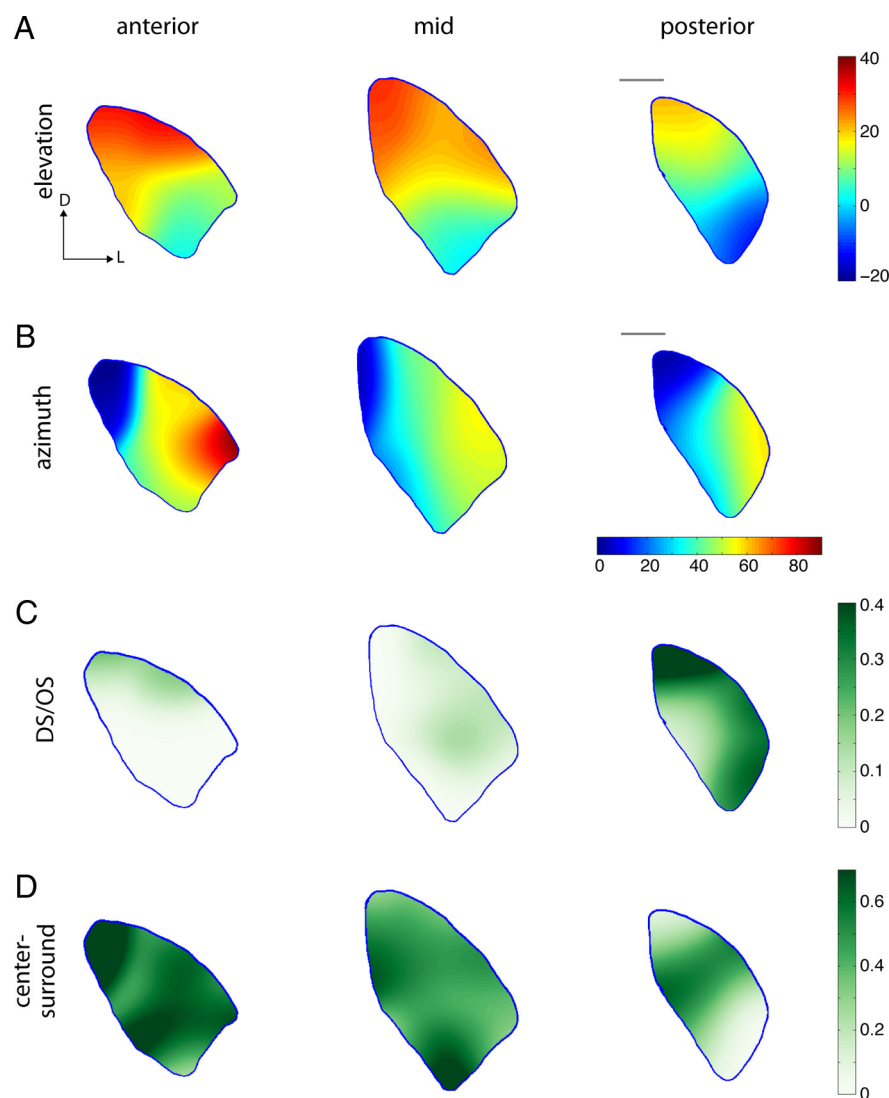 A anterior mid posterior
elevation
D
L
40
20
0
−20
B
azimuth
0 20 40 60 80
C
DS/OS
0.4
0.3
0.2
0.1
0
D
center-
surround
0.6
0.4
0.2
0